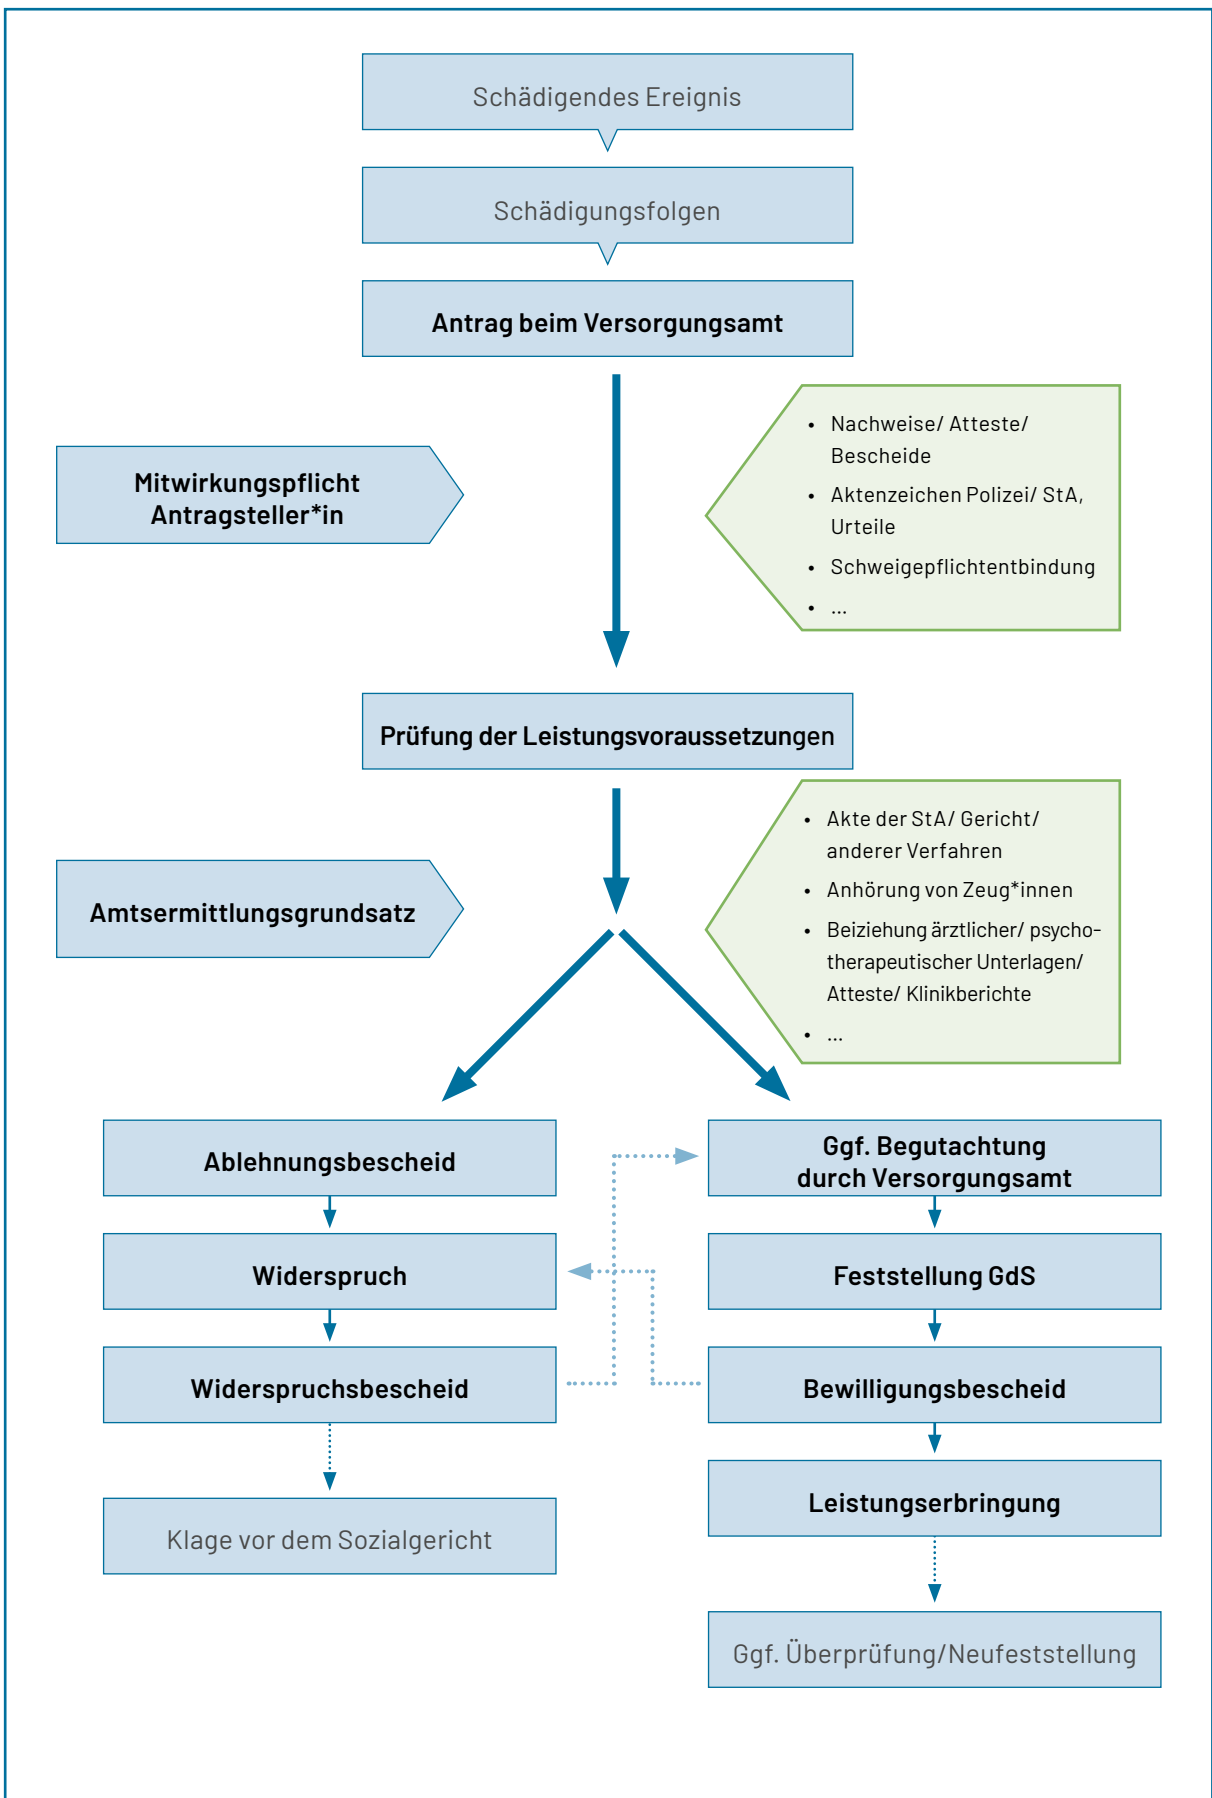 Schädigendes Ereignis
Schädigungsfolgen
Antrag beim Versorgungsamt
Mitwirkungspflicht
Antragsteller*in
• Nachweise/ Atteste/
Bescheide
• Aktenzeichen Polizei/ StA,
Urteile
• Schweigepflichtentbindung
• ...
Prüfung der Leistungsvoraussetzungen
Amtsermittlungsgrundsatz
• Akte der StA/ Gericht/
anderer Verfahren
• Anhörung von Zeug*innen
• Beiziehung ärztlicher/ psycho-
therapeutischer Unterlagen/
Atteste/ Klinikberichte
• ...
Ablehnungsbescheid
Widerspruch
Widerspruchsbescheid
Klage vor dem Sozialgericht
Ggf. Begutachtung
durch Versorgungsamt
Feststellung GdS
Bewilligungsbescheid
Leistungserbringung
Ggf. Überprüfung/Neufeststellung